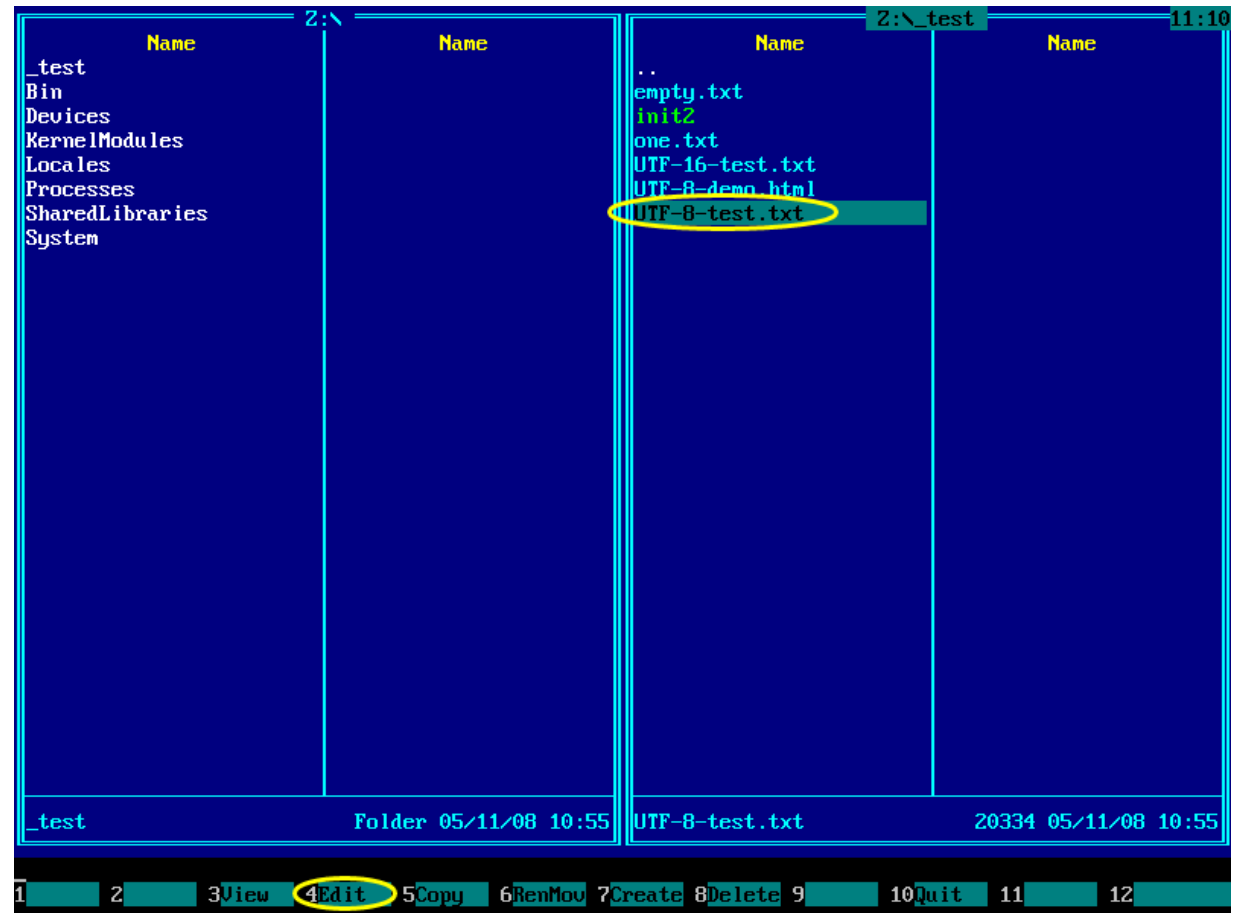 Z:\
Name Name
_test
Bin
Devices
KernelModules
Locales
Processes
SharedLibraries
System
_test Folder 05/11/08 10:55
Z:\_test 11:10
Name Name
..
empty.txt
init2
one.txt
UTF-16-test.txt
UTF-8-demo.html
UTF-8-test.txt
UTF-8-test.txt 20334 05/11/08 10:55
1 2 3View 4Edit 5Copy 6RenMov 7Create 8Delete 9 10Quit 11 12